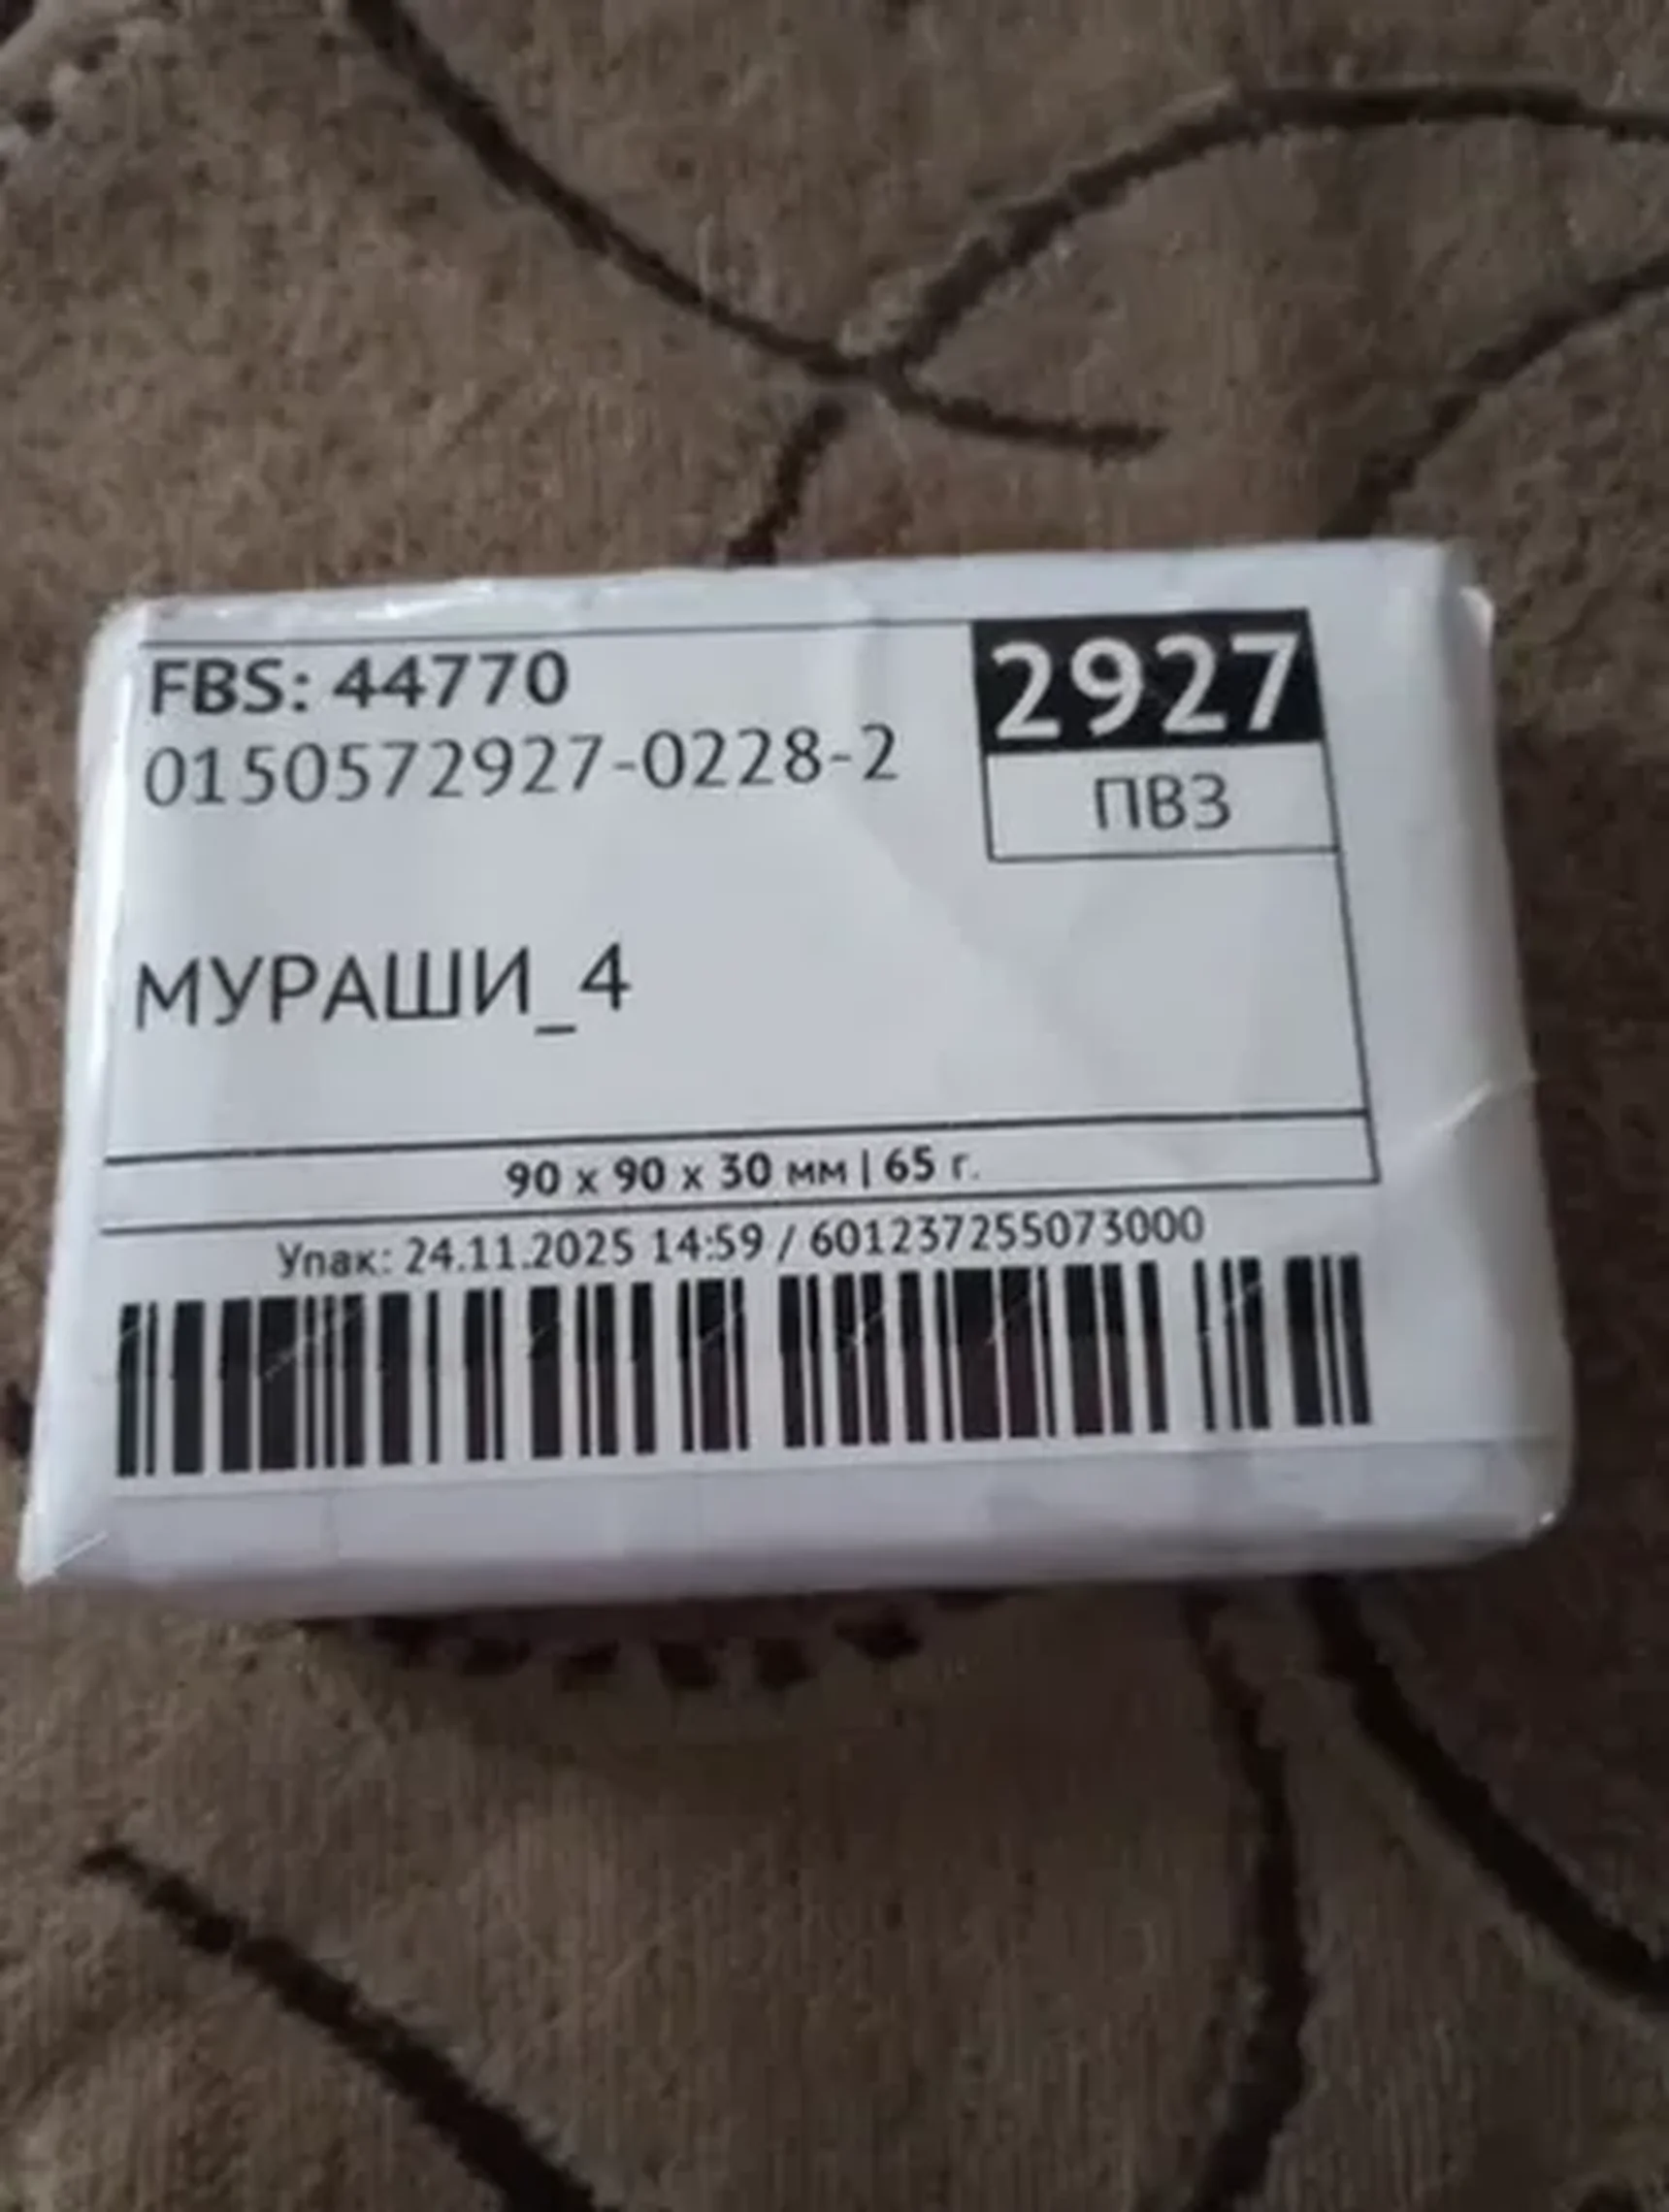 FBS: 44770
2927
0150572927-0228-2
ПВЗ
МУРАШИ_4
90 x 90 x 30 мм | 65 г.
Упак: 24.11.2025 14:59 / 601237255073000